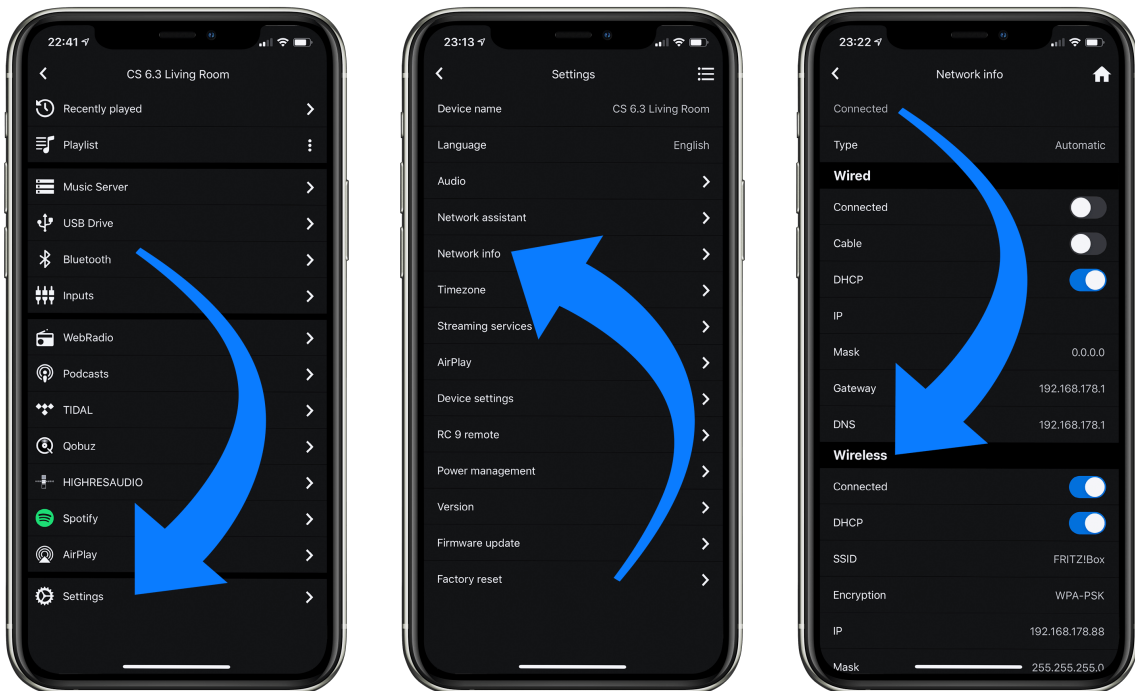 22:41
CS 6.3 Living Room
Recently played
Playlist
Music Server
USB Drive
Bluetooth
Inputs
WebRadio
Podcasts
TIDAL
Qobuz
HIGHRESAUDIO
Spotify
AirPlay
Settings
23:13
Settings
Device name CS 6.3 Living Room
Language English
Audio
Network assistant
Network info
Timezone
Streaming services
AirPlay
Device settings
RC 9 remote
Power management
Version
Firmware update
Factory reset
23:22
Network info
Connected
Type Automatic
Wired
Connected
Cable
DHCP
IP
Mask 0.0.0.0
Gateway 192.168.178.1
DNS 192.168.178.1
Wireless
Connected
DHCP
SSID FRITZ!Box
Encryption WPA-PSK
IP 192.168.178.88
Mask 255.255.255.0